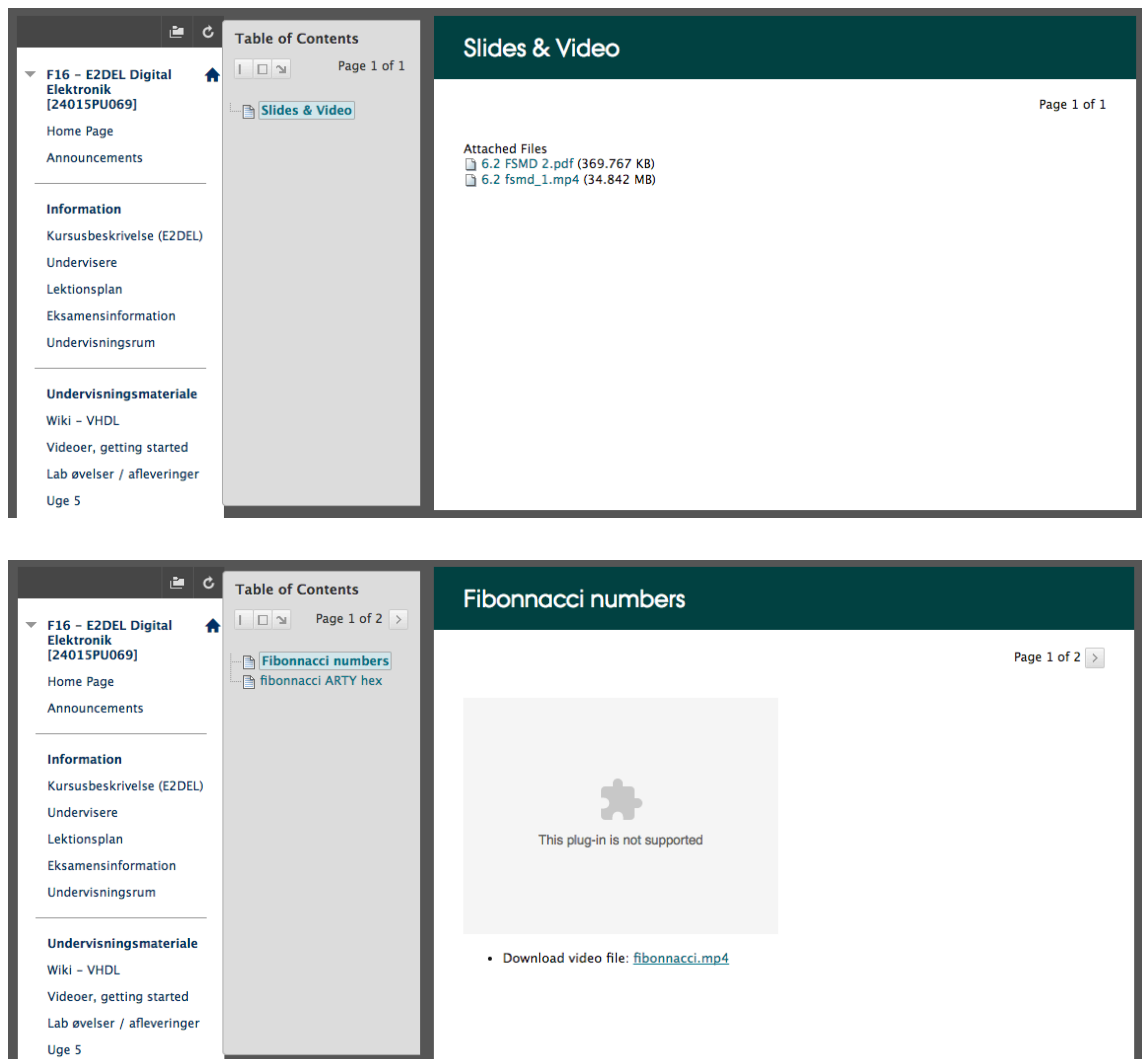 F16 – E2DEL Digital
Elektronik
[24015PU069]
Home Page
Announcements
Information
Kursusbeskrivelse (E2DEL)
Undervisere
Lektionsplan
Eksamensinformation
Undervisningsrum
Undervisningsmateriale
Wiki – VHDL
Videoer, getting started
Lab øvelser / afleveringer
Uge 5
Table of Contents
Page 1 of 1
Slides & Video
Slides & Video
Page 1 of 1
Attached Files
6.2 FSMD 2.pdf (369.767 KB)
6.2 fsmd_1.mp4 (34.842 MB)
F16 – E2DEL Digital
Elektronik
[24015PU069]
Home Page
Announcements
Information
Kursusbeskrivelse (E2DEL)
Undervisere
Lektionsplan
Eksamensinformation
Undervisningsrum
Undervisningsmateriale
Wiki – VHDL
Videoer, getting started
Lab øvelser / afleveringer
Uge 5
Table of Contents
Page 1 of 2 >
Fibonnacci numbers
fibonnacci ARTY hex
Fibonnacci numbers
Page 1 of 2 >
This plug-in is not supported
• Download video file: fibonnacci.mp4